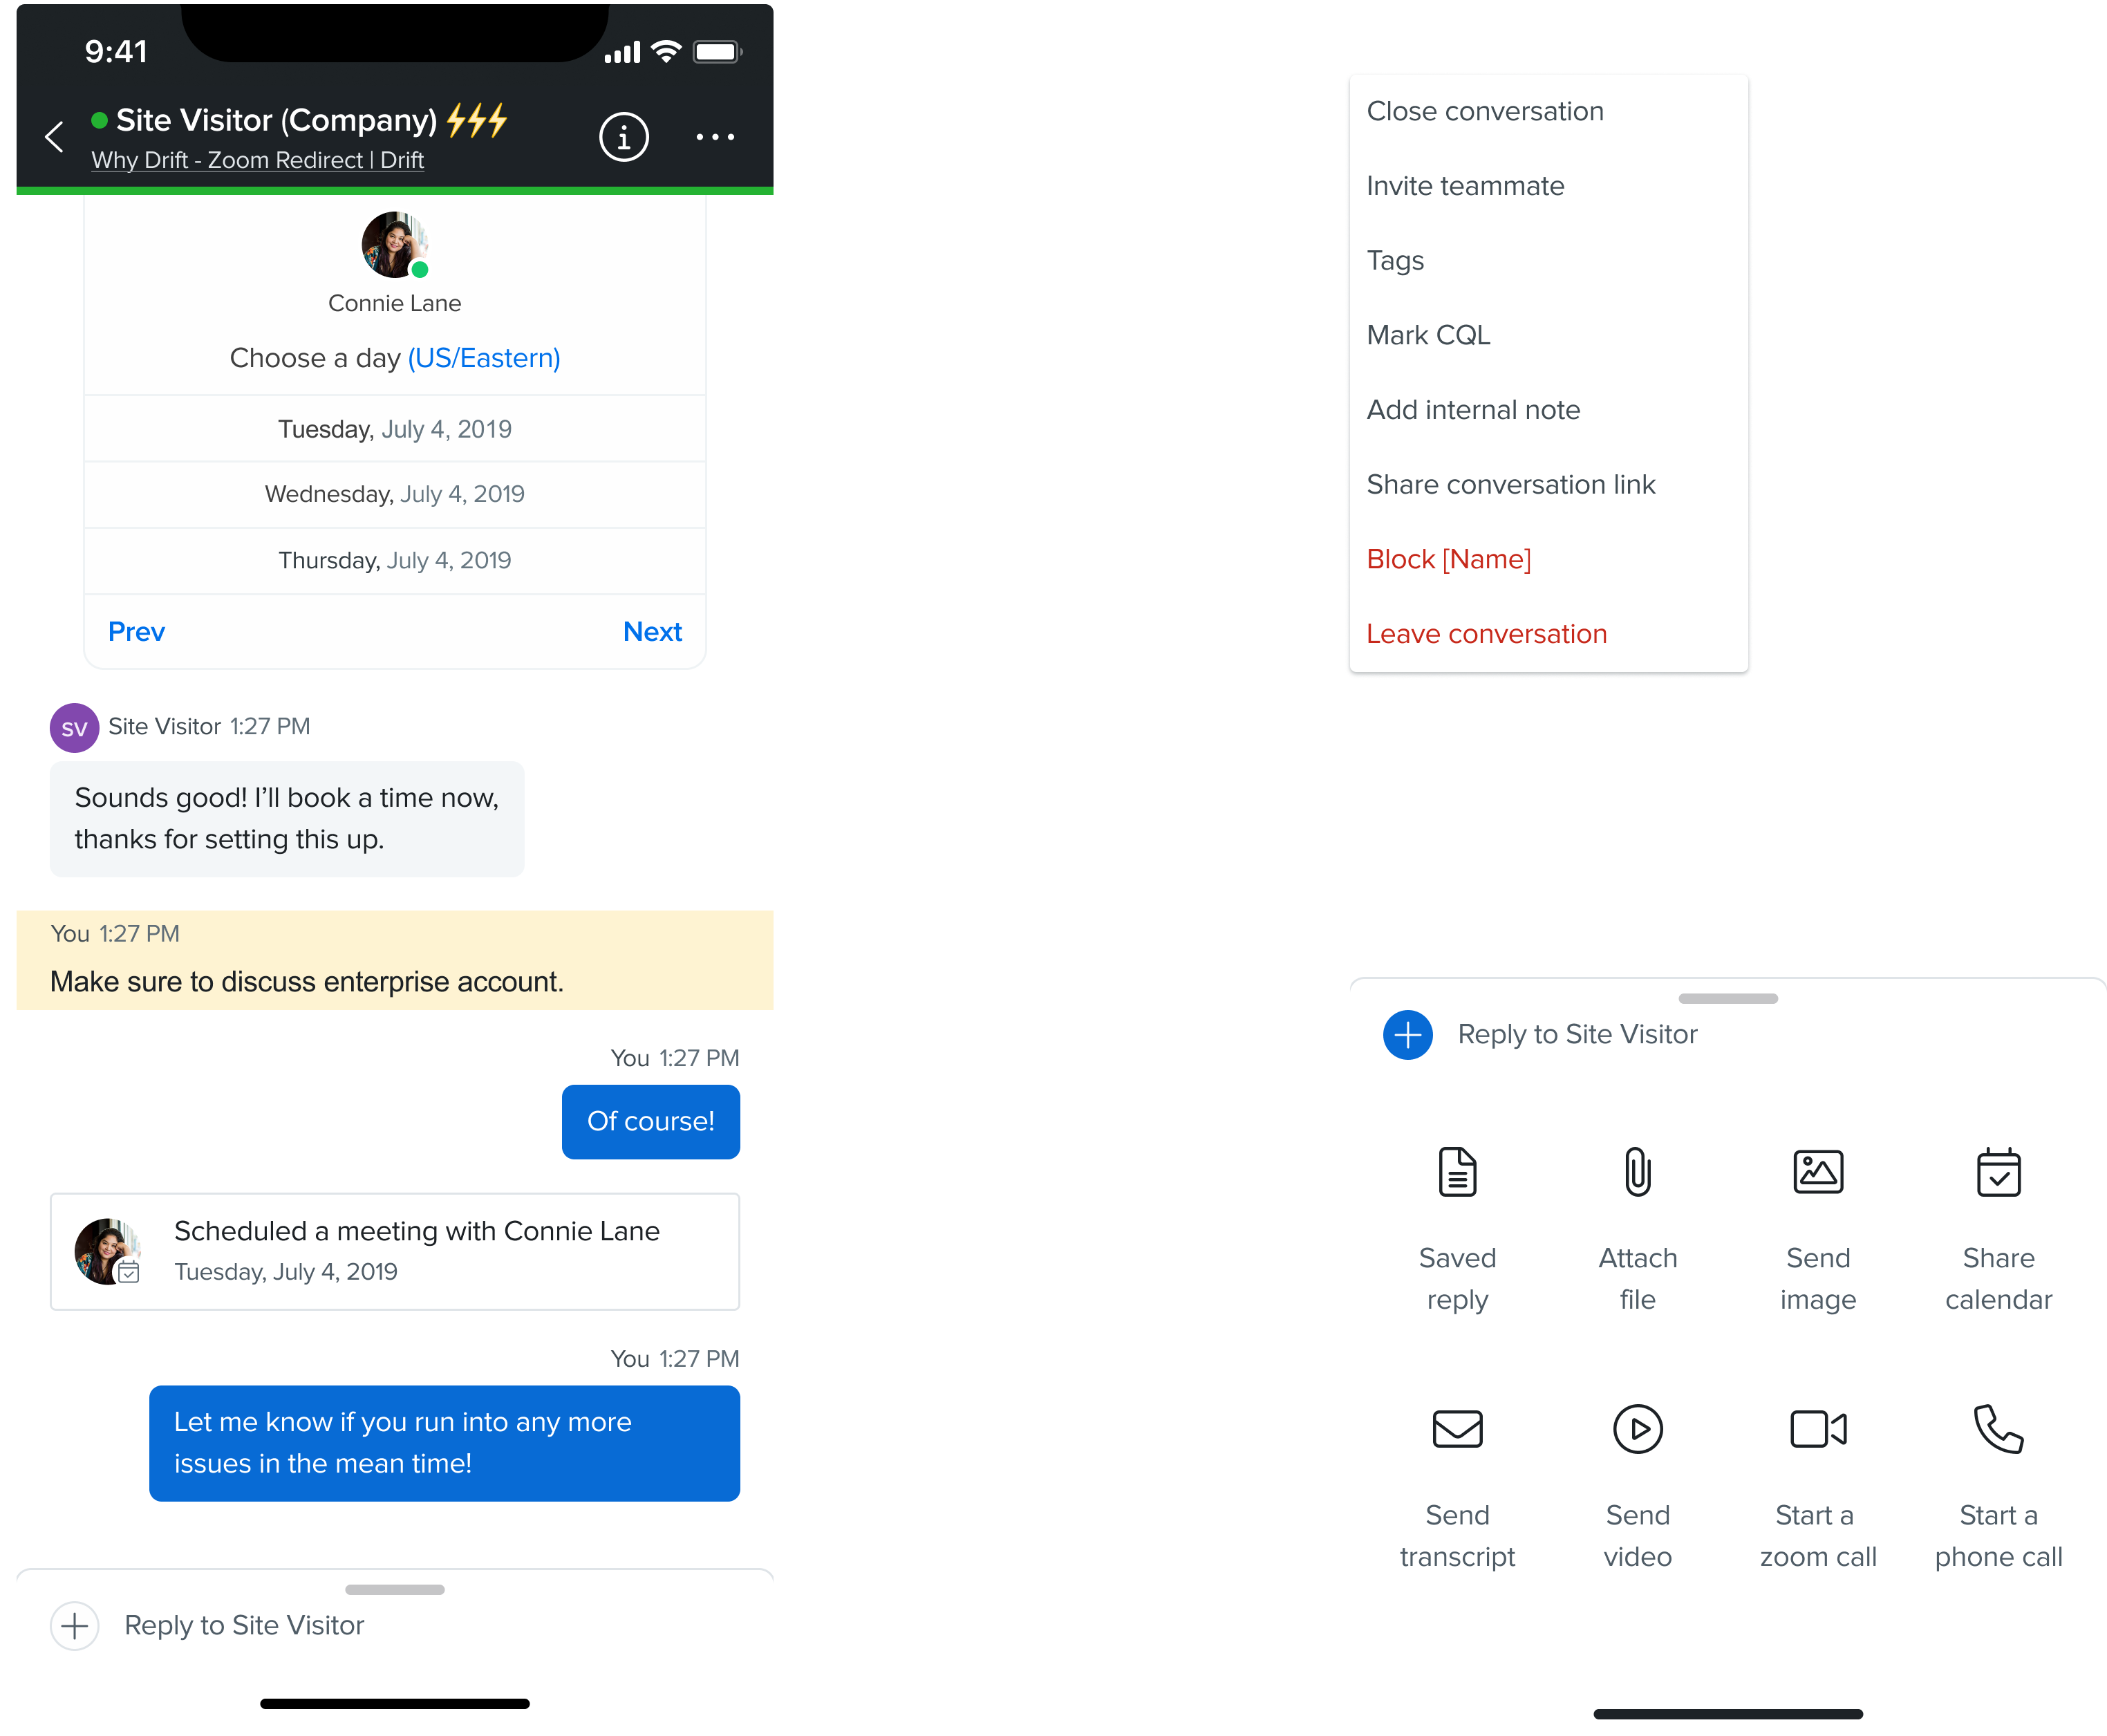 9:41
Site Visitor (Company) ⚡⚡⚡
Why Drift - Zoom Redirect | Drift
Connie Lane
Choose a day (US/Eastern)
Tuesday, July 4, 2019
Wednesday, July 4, 2019
Thursday, July 4, 2019
Prev
Next
SV
Site Visitor 1:27 PM
Sounds good! I’ll book a time now,
thanks for setting this up.
You 1:27 PM
Make sure to discuss enterprise account.
You 1:27 PM
Of course!
Scheduled a meeting with Connie Lane
Tuesday, July 4, 2019
You 1:27 PM
Let me know if you run into any more
issues in the mean time!
Reply to Site Visitor
Close conversation
Invite teammate
Tags
Mark CQL
Add internal note
Share conversation link
Block [Name]
Leave conversation
Reply to Site Visitor
Saved
reply
Attach
file
Send
image
Share
calendar
Send
transcript
Send
video
Start a
zoom call
Start a
phone call